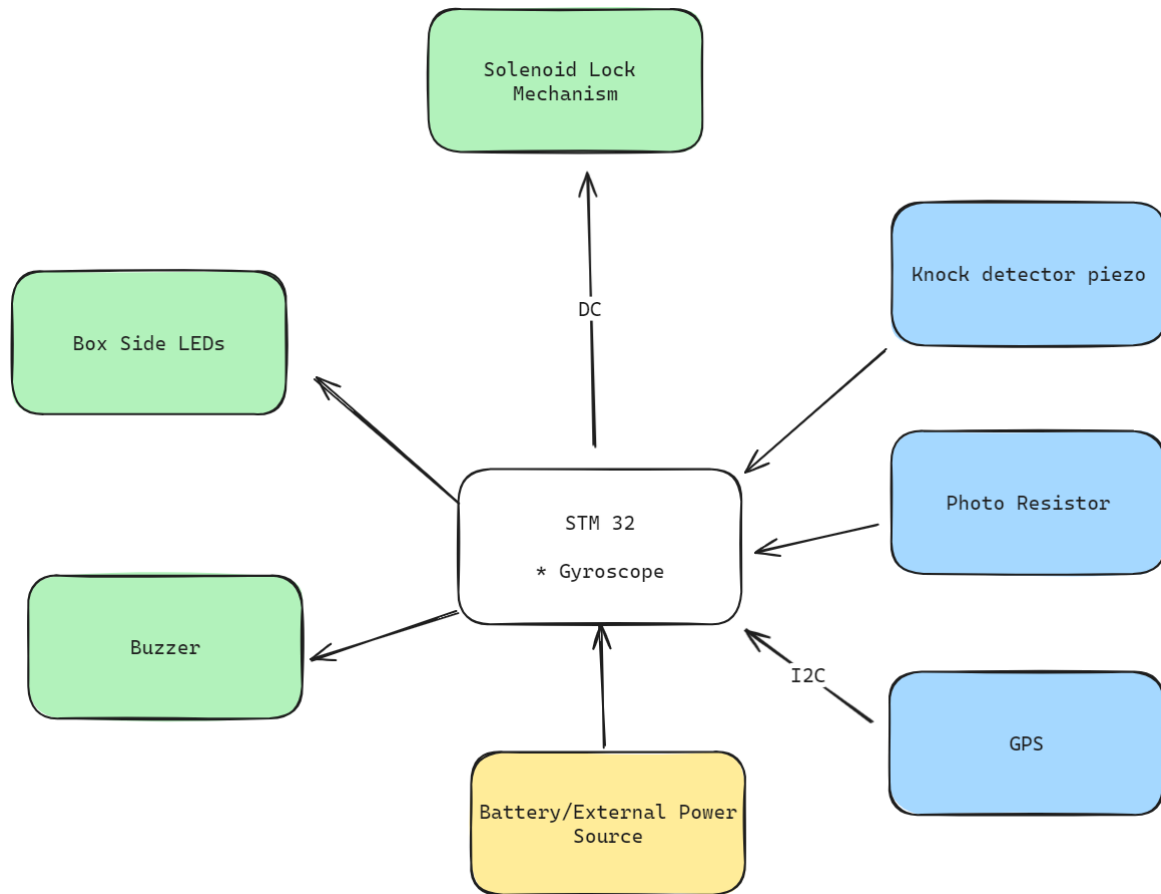 Solenoid Lock
Mechanism
Knock detector piezo
DC
Box Side LEDs
Photo Resistor
STM 32
* Gyroscope
Buzzer
I2C
GPS
Battery/External Power
Source